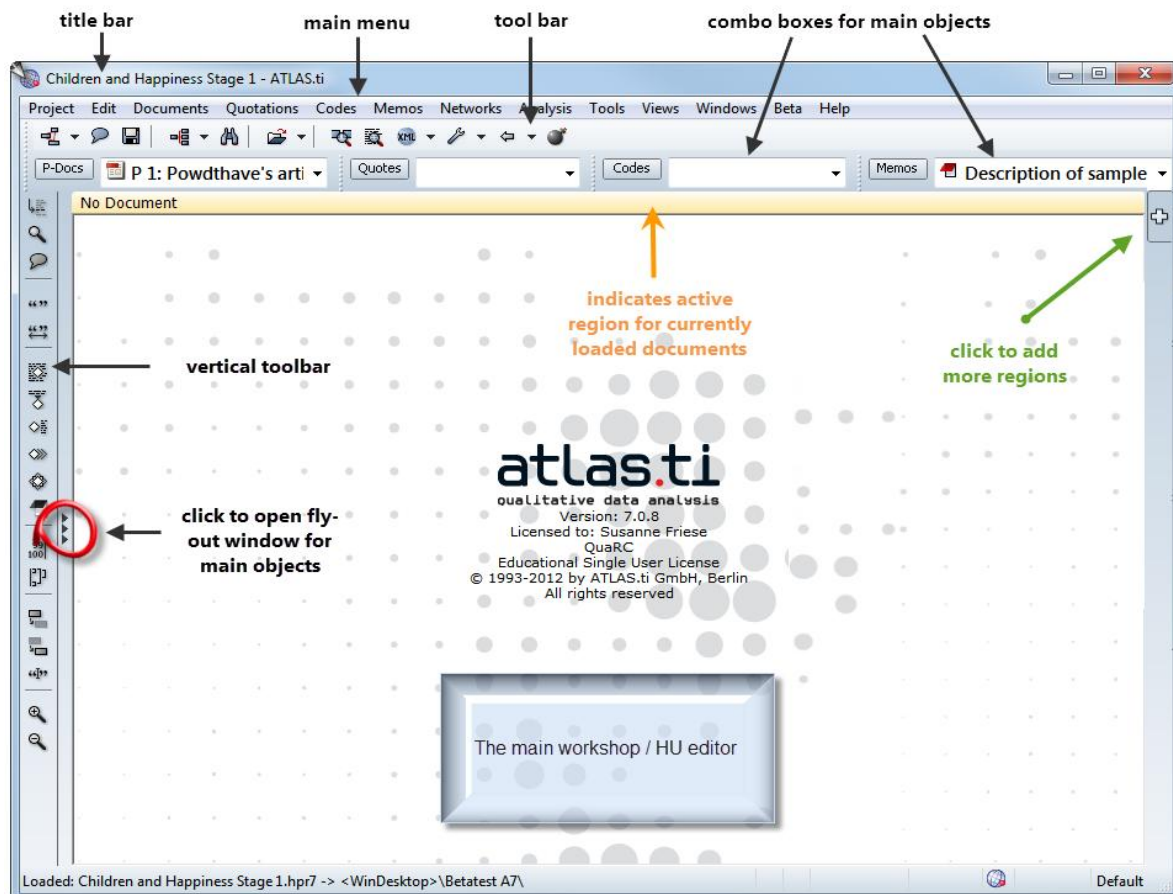 title bar
main menu
tool bar
combo boxes for main objects
Children and Happiness Stage 1 - ATLAS.ti
Project Edit Documents Quotations Codes Memos Networks Analysis Tools Views Windows Beta Help
XML
P-Docs P 1: Powdthave's arti Quotes Codes Memos Description of sample
No Document
indicates active
region for currently
loaded documents
click to add
more regions
vertical toolbar
atlas.ti
qualitative data analysis
Version: 7.0.8
Licensed to: Susanne Friese
QuaRC
Educational Single User License
© 1993-2012 by ATLAS.ti GmbH, Berlin
All rights reserved
click to open fly-
out window for
main objects
100
The main workshop / HU editor
Loaded: Children and Happiness Stage 1.hpr7 -> <WinDesktop>\Betatest A7\ Default